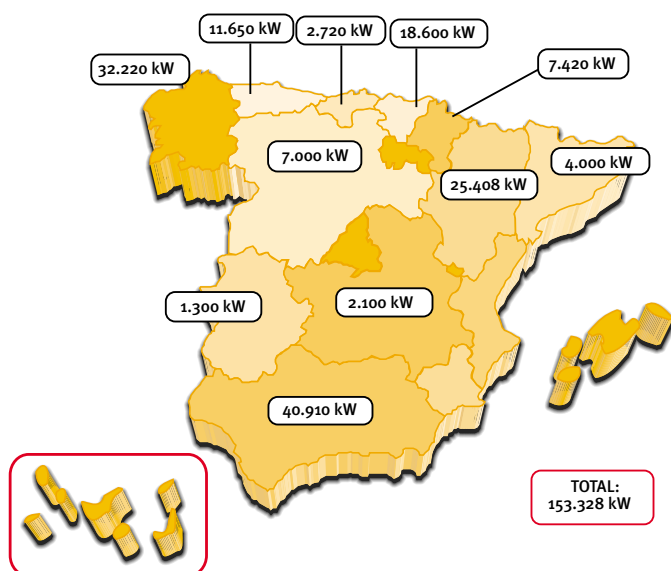 11.650 kW
2.720 kW
18.600 kW
32.220 kW
7.420 kW
7.000 kW
4.000 kW
25.408 kW
1.300 kW
2.100 kW
40.910 kW
TOTAL:
153.328 kW